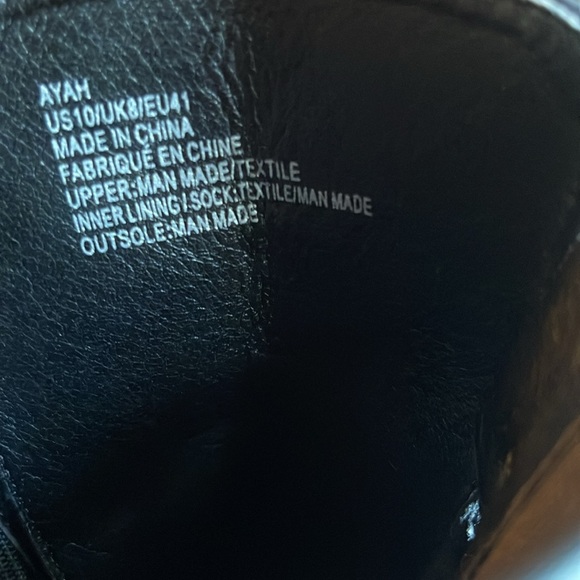 AYAH
US10/UK8/EU41
MADE IN CHINA
FABRIQUÉ EN CHINE
UPPER:MAN MADE/TEXTILE
INNER LINING/SOCK:TEXTILE/MAN MADE
OUTSOLE:MAN MADE